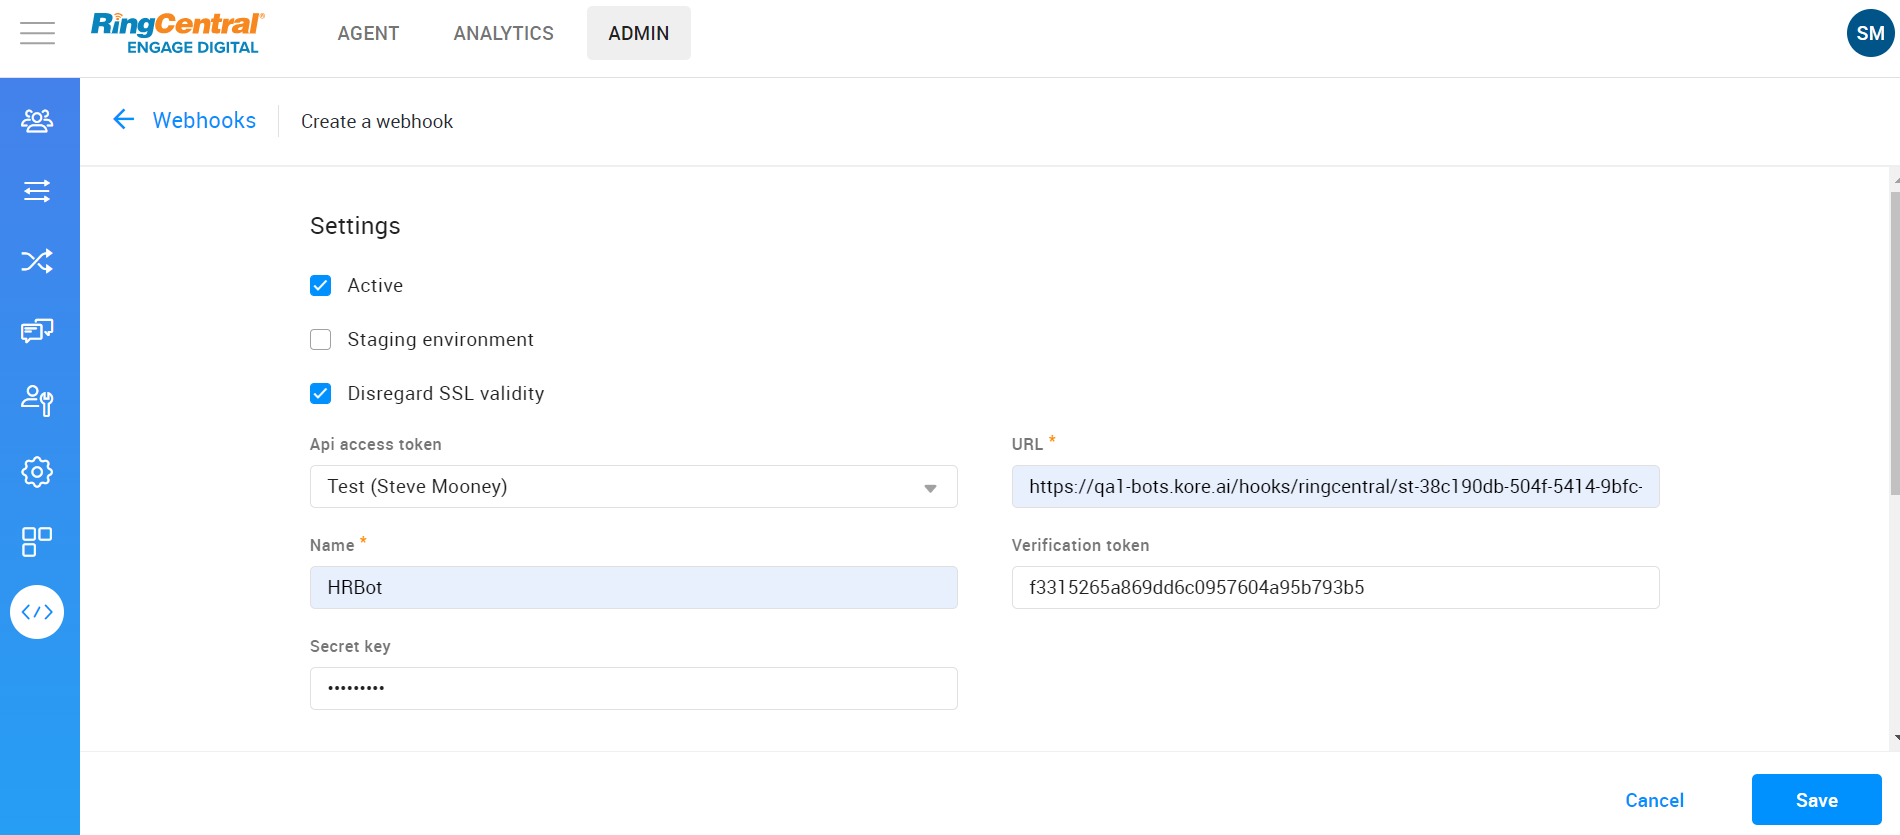 RingCentral®
ENGAGE DIGITAL
AGENT
ANALYTICS
ADMIN
SM
Webhooks
Create a webhook
Settings
Active
Staging environment
Disregard SSL validity
Api access token
URL *
Test (Steve Mooney)
https://qa1-bots.kore.ai/hooks/ringcentral/st-38c190db-504f-5414-9bfc-
Name *
Verification token
HRBot
f3315265a869dd6c0957604a95b793b5
Secret key
•••••••••
Cancel
Save